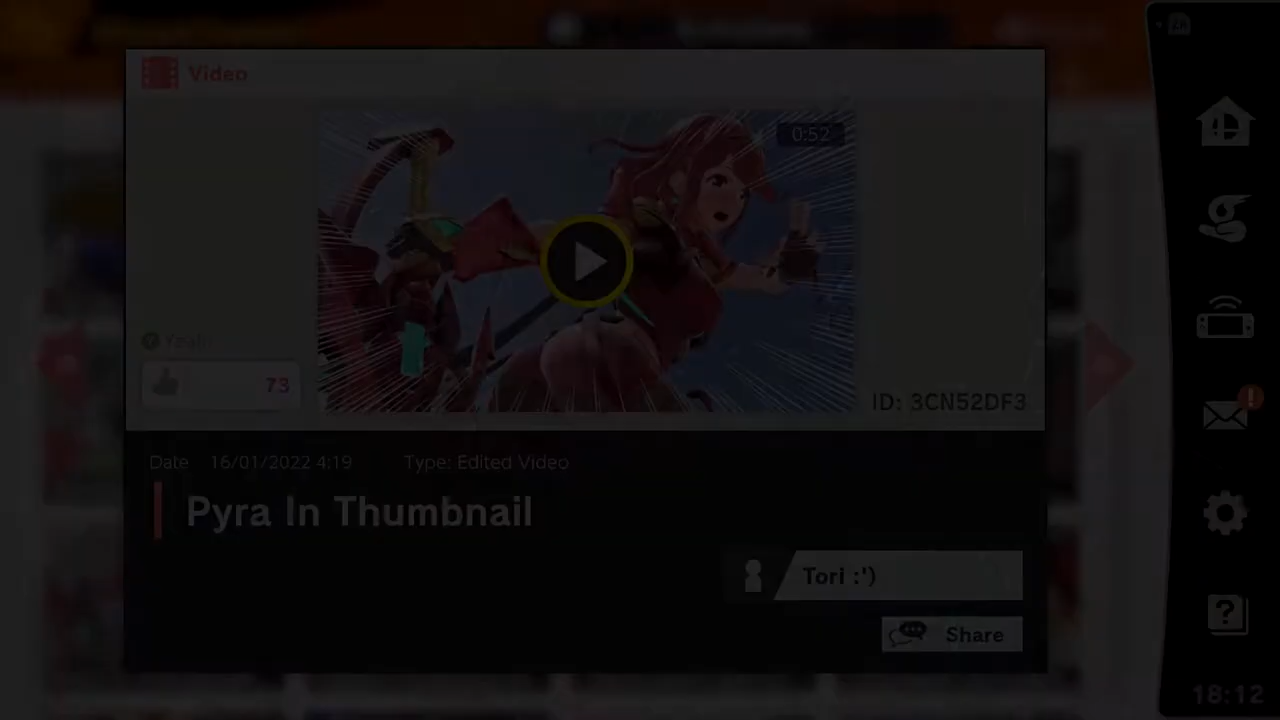 Video
0:52
Yeah!
73
ID: 3CN52DF3
Date 16/01/2022 4:19 Type: Edited Video
Pyra In Thumbnail
Tori :')
Share
18:12